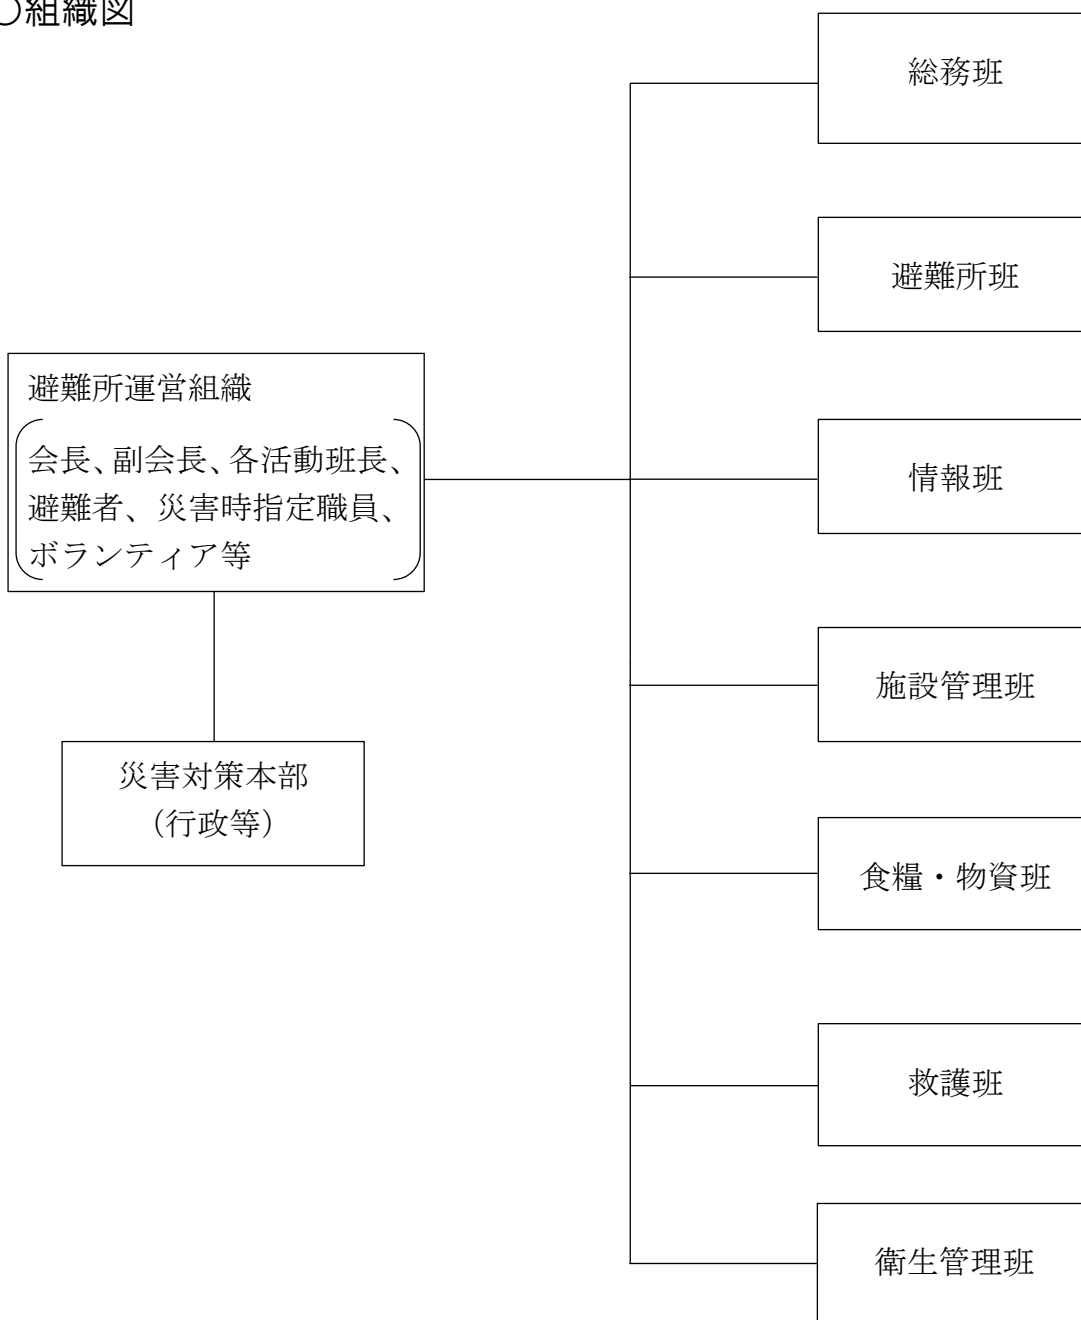 〇組織図
総務班
避難所班
避難所運営組織
会長、副会長、各活動班長、
避難者、災害時指定職員、
ボランティア等
情報班
施設管理班
災害対策本部
（行政等）
食糧・物資班
救護班
衛生管理班